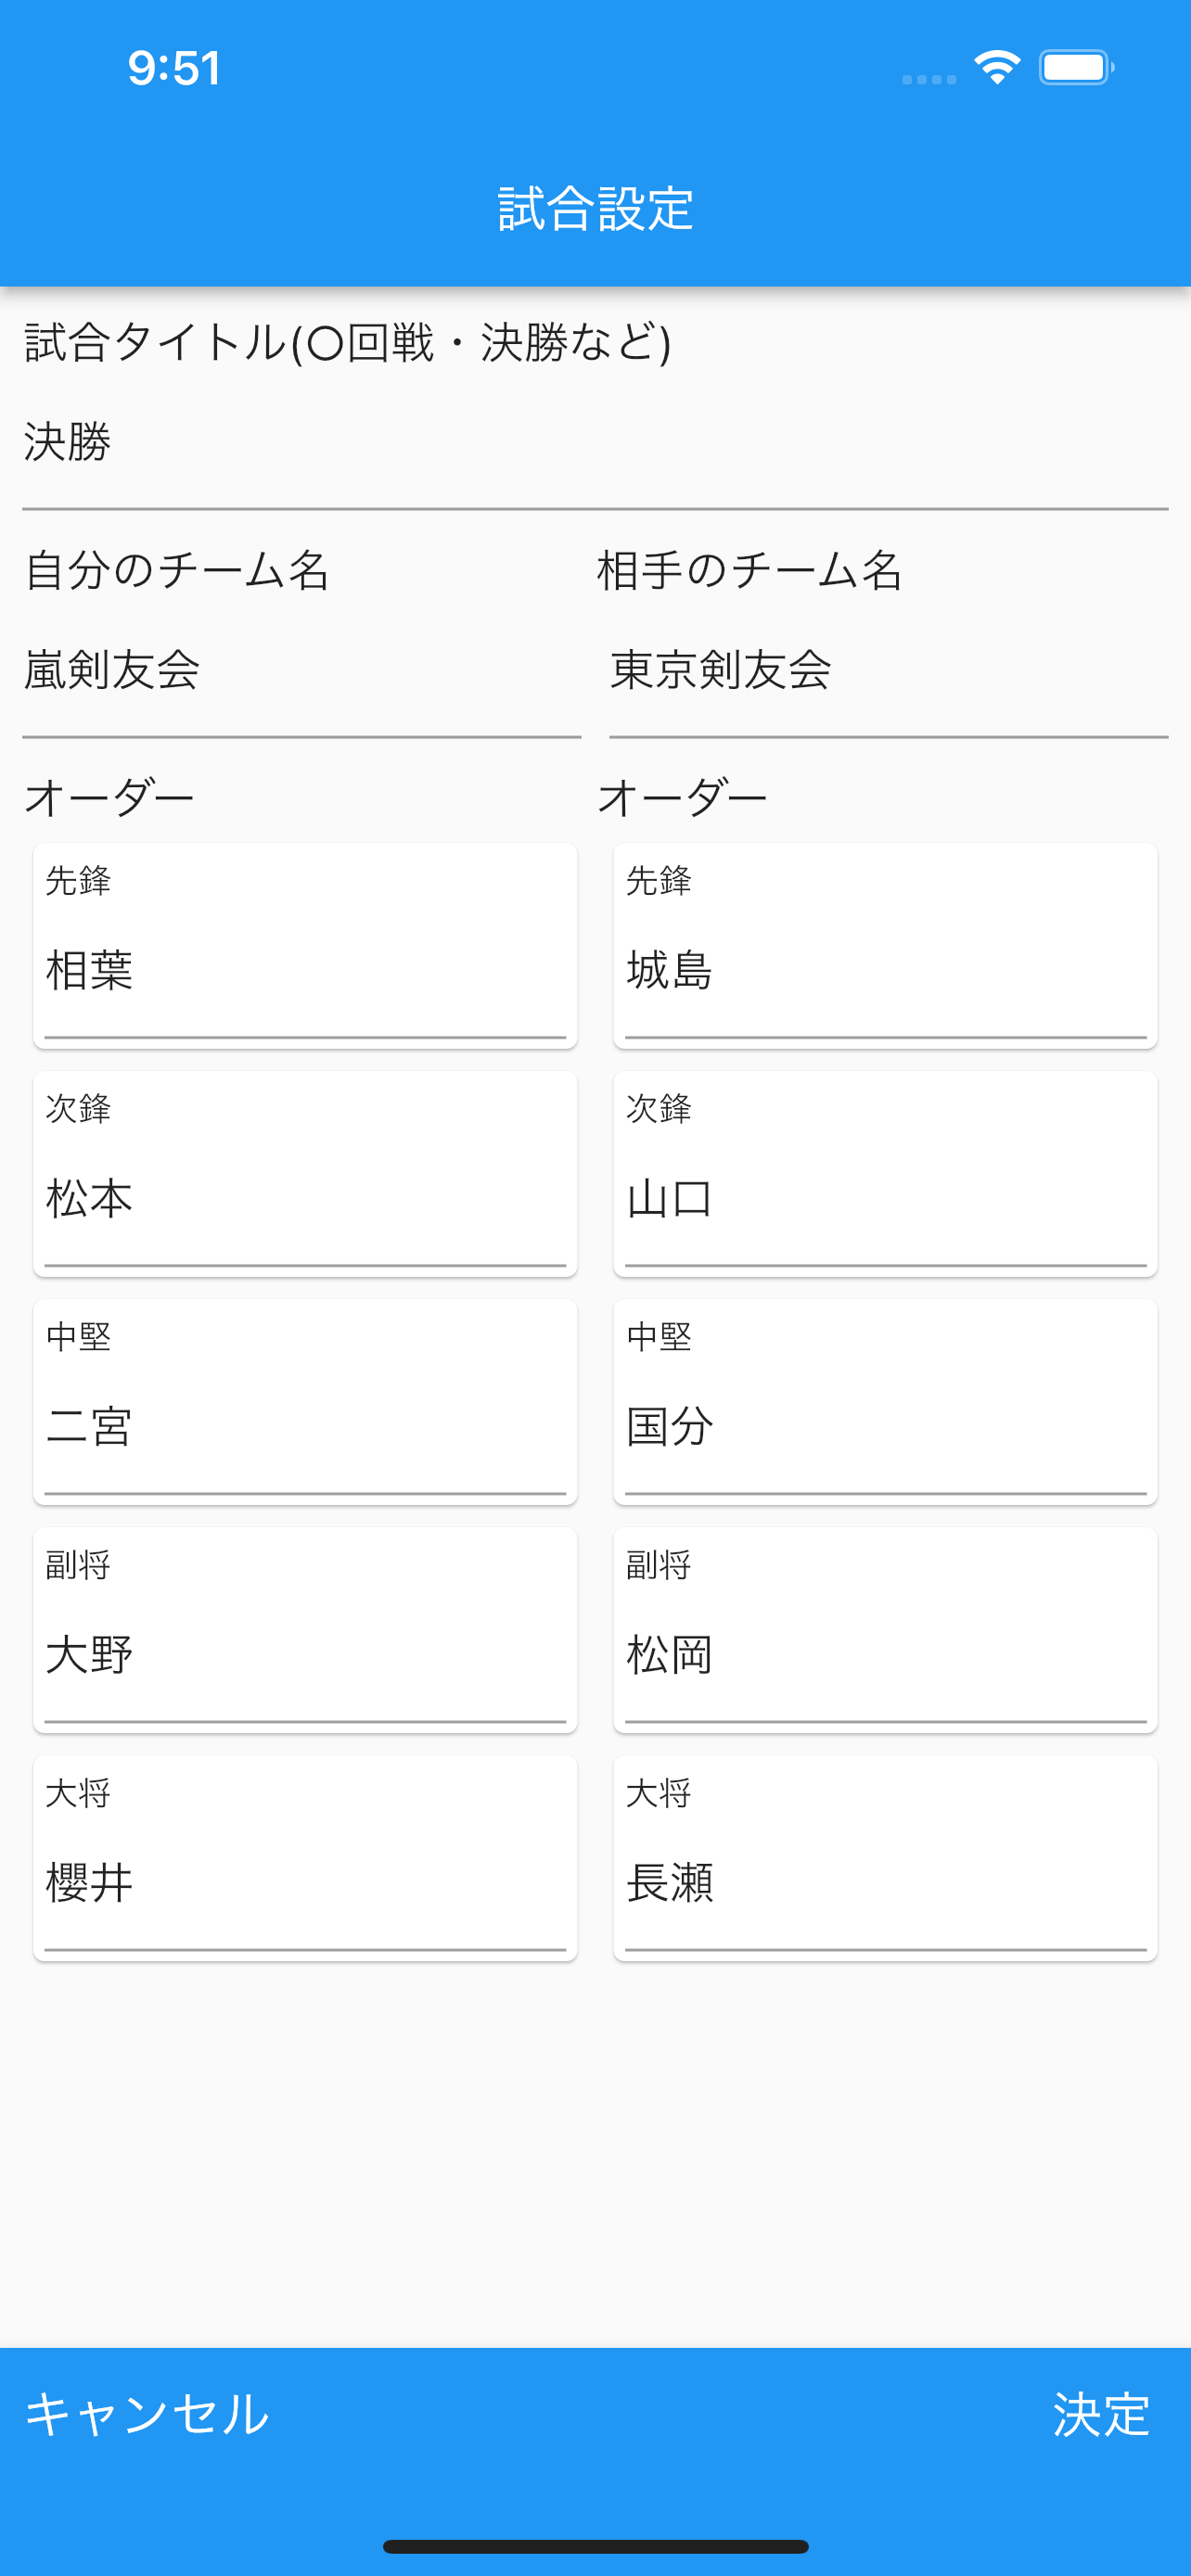 9:51
試合設定
試合タイトル(〇回戦・決勝など)
決勝
自分のチーム名 相手のチーム名
嵐剣友会 東京剣友会
オーダー オーダー
先鋒 先鋒
相葉 城島
次鋒 次鋒
松本 山口
中堅 中堅
二宮 国分
副将 副将
大野 松岡
大将 大将
櫻井 長瀬
キャンセル 決定